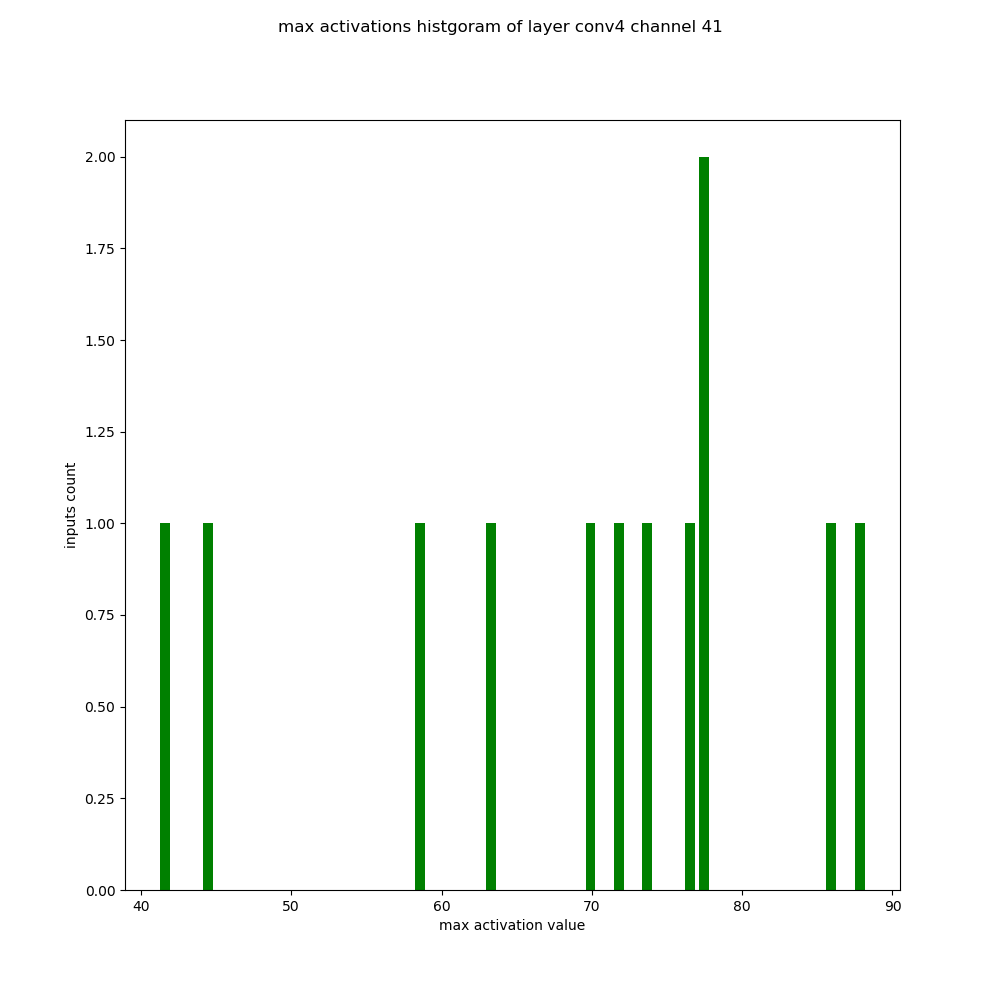 max activations histgoram of layer conv4 channel 41
2.00
1.75
1.50
1.25
1.00
0.75
0.50
0.25
0.00
inputs count
40 50 60 70 80 90
max activation value